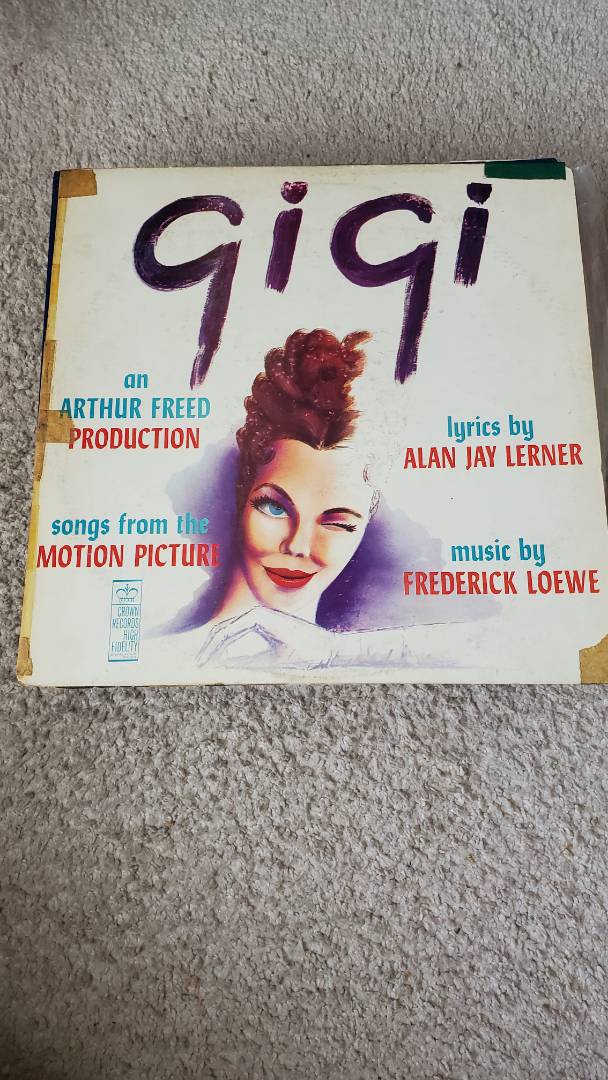 gigi
an
ARTHUR FREED
PRODUCTION
lyrics by
ALAN JAY LERNER
songs from the
MOTION PICTURE
music by
FREDERICK LOEWE
CROWN
RECORDS
HIGH
FIDELITY